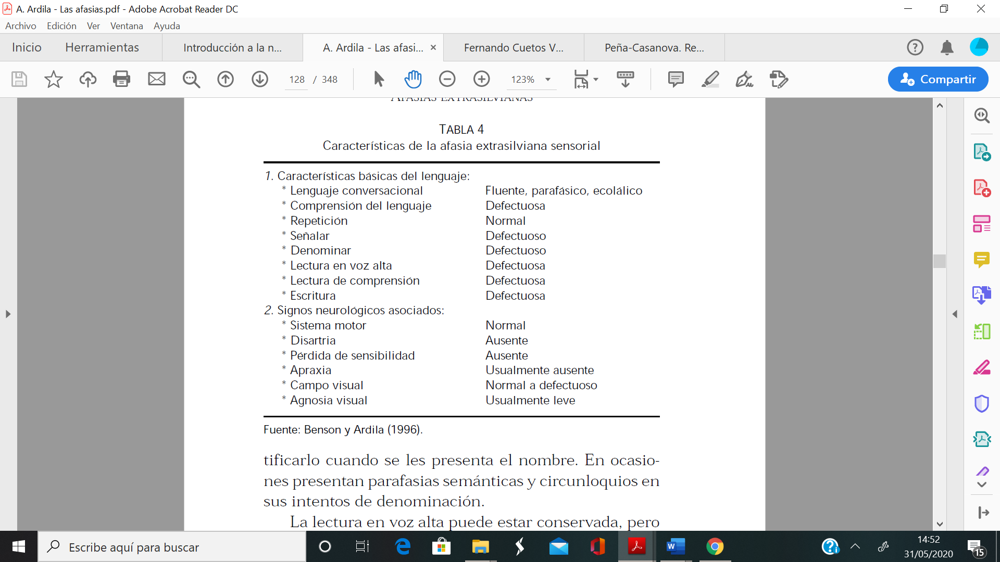 A. Ardila - Las afasias.pdf - Adobe Acrobat Reader DC
Archivo Edición Ver Ventana Ayuda
Inicio Herramientas Introducción a la n... A. Ardila - Las afasi... × Fernando Cuetos V... Peña-Casanova. Re...
128 / 348 123% Compartir
AFASIAS EXTRASILVIANAS
TABLA 4
Características de la afasia extrasilviana sensorial
1. Características básicas del lenguaje:
* Lenguaje conversacional Fluente, parafásico, ecolálico
* Comprensión del lenguaje Defectuosa
* Repetición Normal
* Señalar Defectuoso
* Denominar Defectuoso
* Lectura en voz alta Defectuosa
* Lectura de comprensión Defectuosa
* Escritura Defectuosa
2. Signos neurológicos asociados:
* Sistema motor Normal
* Disartria Ausente
* Pérdida de sensibilidad Ausente
* Apraxia Usualmente ausente
* Campo visual Normal a defectuoso
* Agnosia visual Usualmente leve
Fuente: Benson y Ardila (1996).
tificarlo cuando se les presenta el nombre. En ocasio-
nes presentan parafasias semánticas y circunloquios en
sus intentos de denominación.
La lectura en voz alta puede estar conservada, pero
Escribe aquí para buscar
14:52
31/05/2020
15